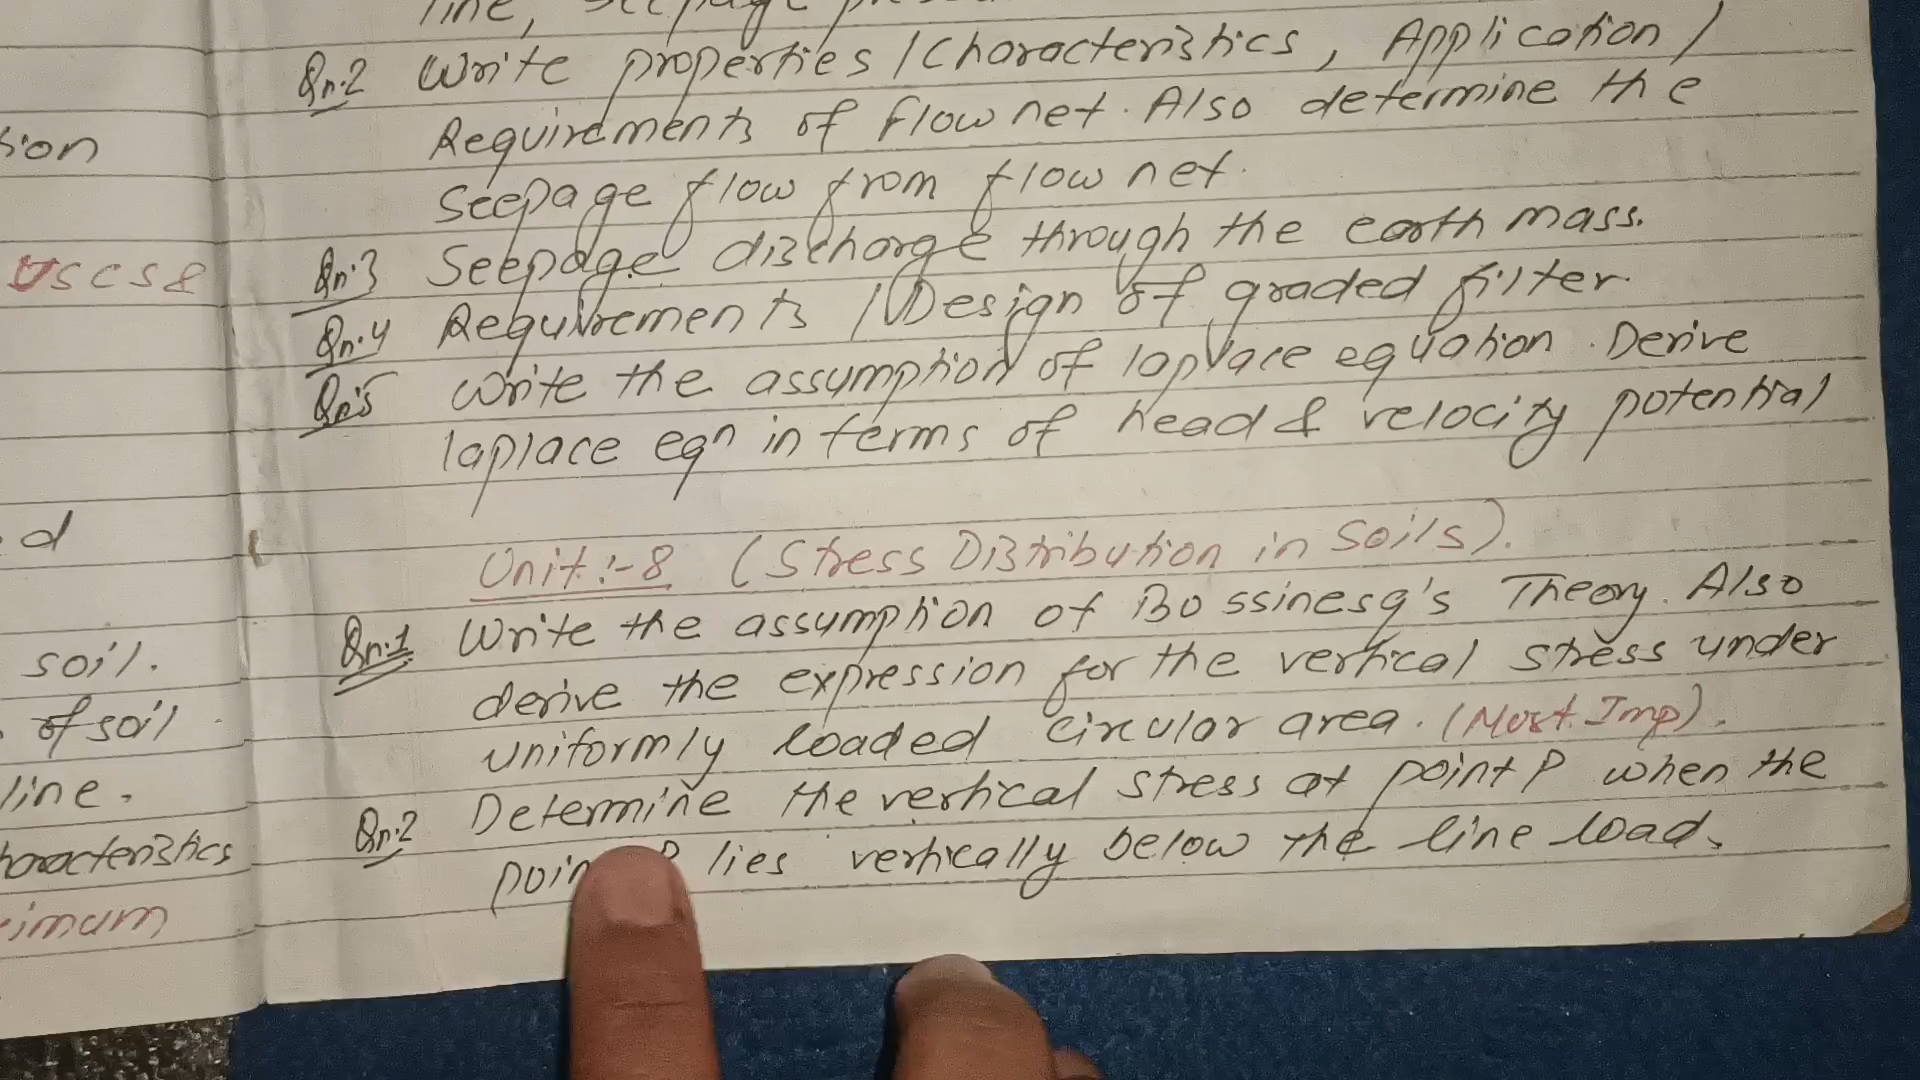 line, seepage
Qn.2 Write properties / Characteristics, Application /
Requirements of flow net. Also determine the
Seepage flow from flow net.
Qn.3 Seepage discharge through the earth mass.
Qn.4 Requirements / Design of graded filter.
Qn.5 Write the assumption of laplace equation. Derive
laplace eqn in terms of head & velocity potential
Unit:-8 (Stress Distribution in Soils).
Qn.1 Write the assumption of Bossinesq's Theory. Also
derive the expression for the vertical stress under
uniformly loaded circular area. (Most. Imp).
Qn.2 Determine the vertical stress at point P when the
P lies vertically below the line load.
USCS &
d
soil.
of soil
line.